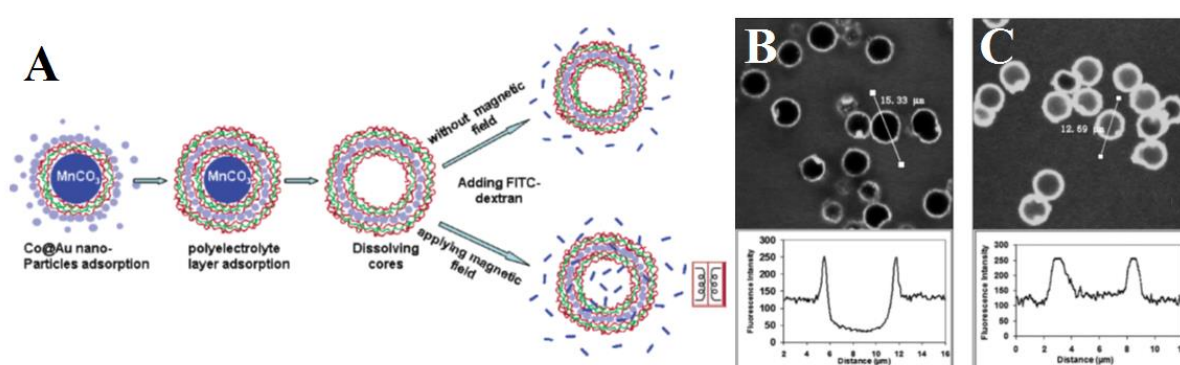 A
MnCO3
Co@Au nano-
Particles adsorption
MnCO3
polyelectrolyte
layer adsorption
Dissolving
cores
without magnetic
field
Adding FITC-
dextran
applying magnetic
field
B
15.33 µm
Fluorescence Intensity
300
250
200
150
100
50
0
2 4 6 8 10 12 14 16
Distance (µm)
C
12.69 µm
Fluorescence Intensity
300
250
200
150
100
50
0
0 2 4 6 8 10 12
Distance (µm)